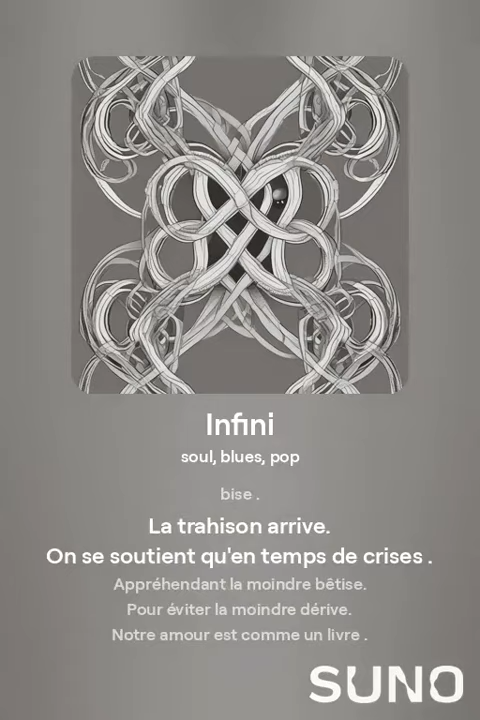 Infini
soul, blues, pop
bise .
La trahison arrive.
On se soutient qu'en temps de crises .
Appréhendant la moindre bêtise.
Pour éviter la moindre dérive.
Notre amour est comme un livre .
SUNO